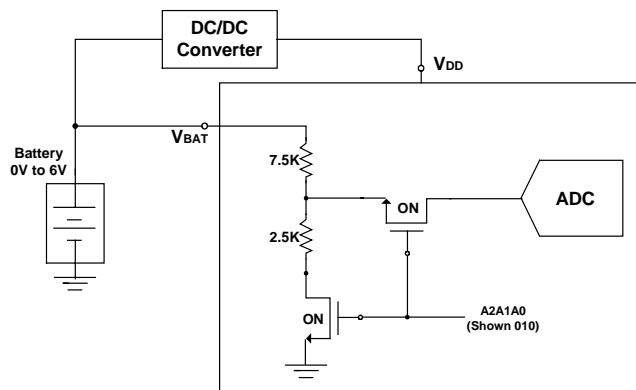 DC/DC
Converter
VDD
VBAT
Battery
0V to 6V
7.5K
ON
ADC
2.5K
ON
A2A1A0
(Shown 010)